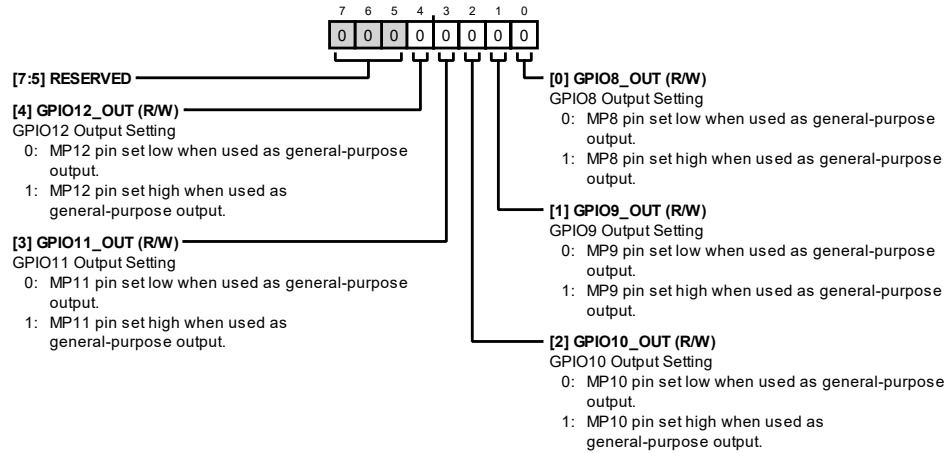 7 6 5 4 3 2 1 0
0 0 0 0 0 0 0 0
[7:5] RESERVED
[4] GPIO12_OUT (R/W)
GPIO12 Output Setting
0: MP12 pin set low when used as general-purpose
output.
1: MP12 pin set high when used as
general-purpose output.
[3] GPIO11_OUT (R/W)
GPIO11 Output Setting
0: MP11 pin set low when used as general-purpose
output.
1: MP11 pin set high when used as
general-purpose output.
[0] GPIO8_OUT (R/W)
GPIO8 Output Setting
0: MP8 pin set low when used as general-purpose
output.
1: MP8 pin set high when used as general-purpose
output.
[1] GPIO9_OUT (R/W)
GPIO9 Output Setting
0: MP9 pin set low when used as general-purpose
output.
1: MP9 pin set high when used as general-purpose
output.
[2] GPIO10_OUT (R/W)
GPIO10 Output Setting
0: MP10 pin set low when used as general-purpose
output.
1: MP10 pin set high when used as
general-purpose output.